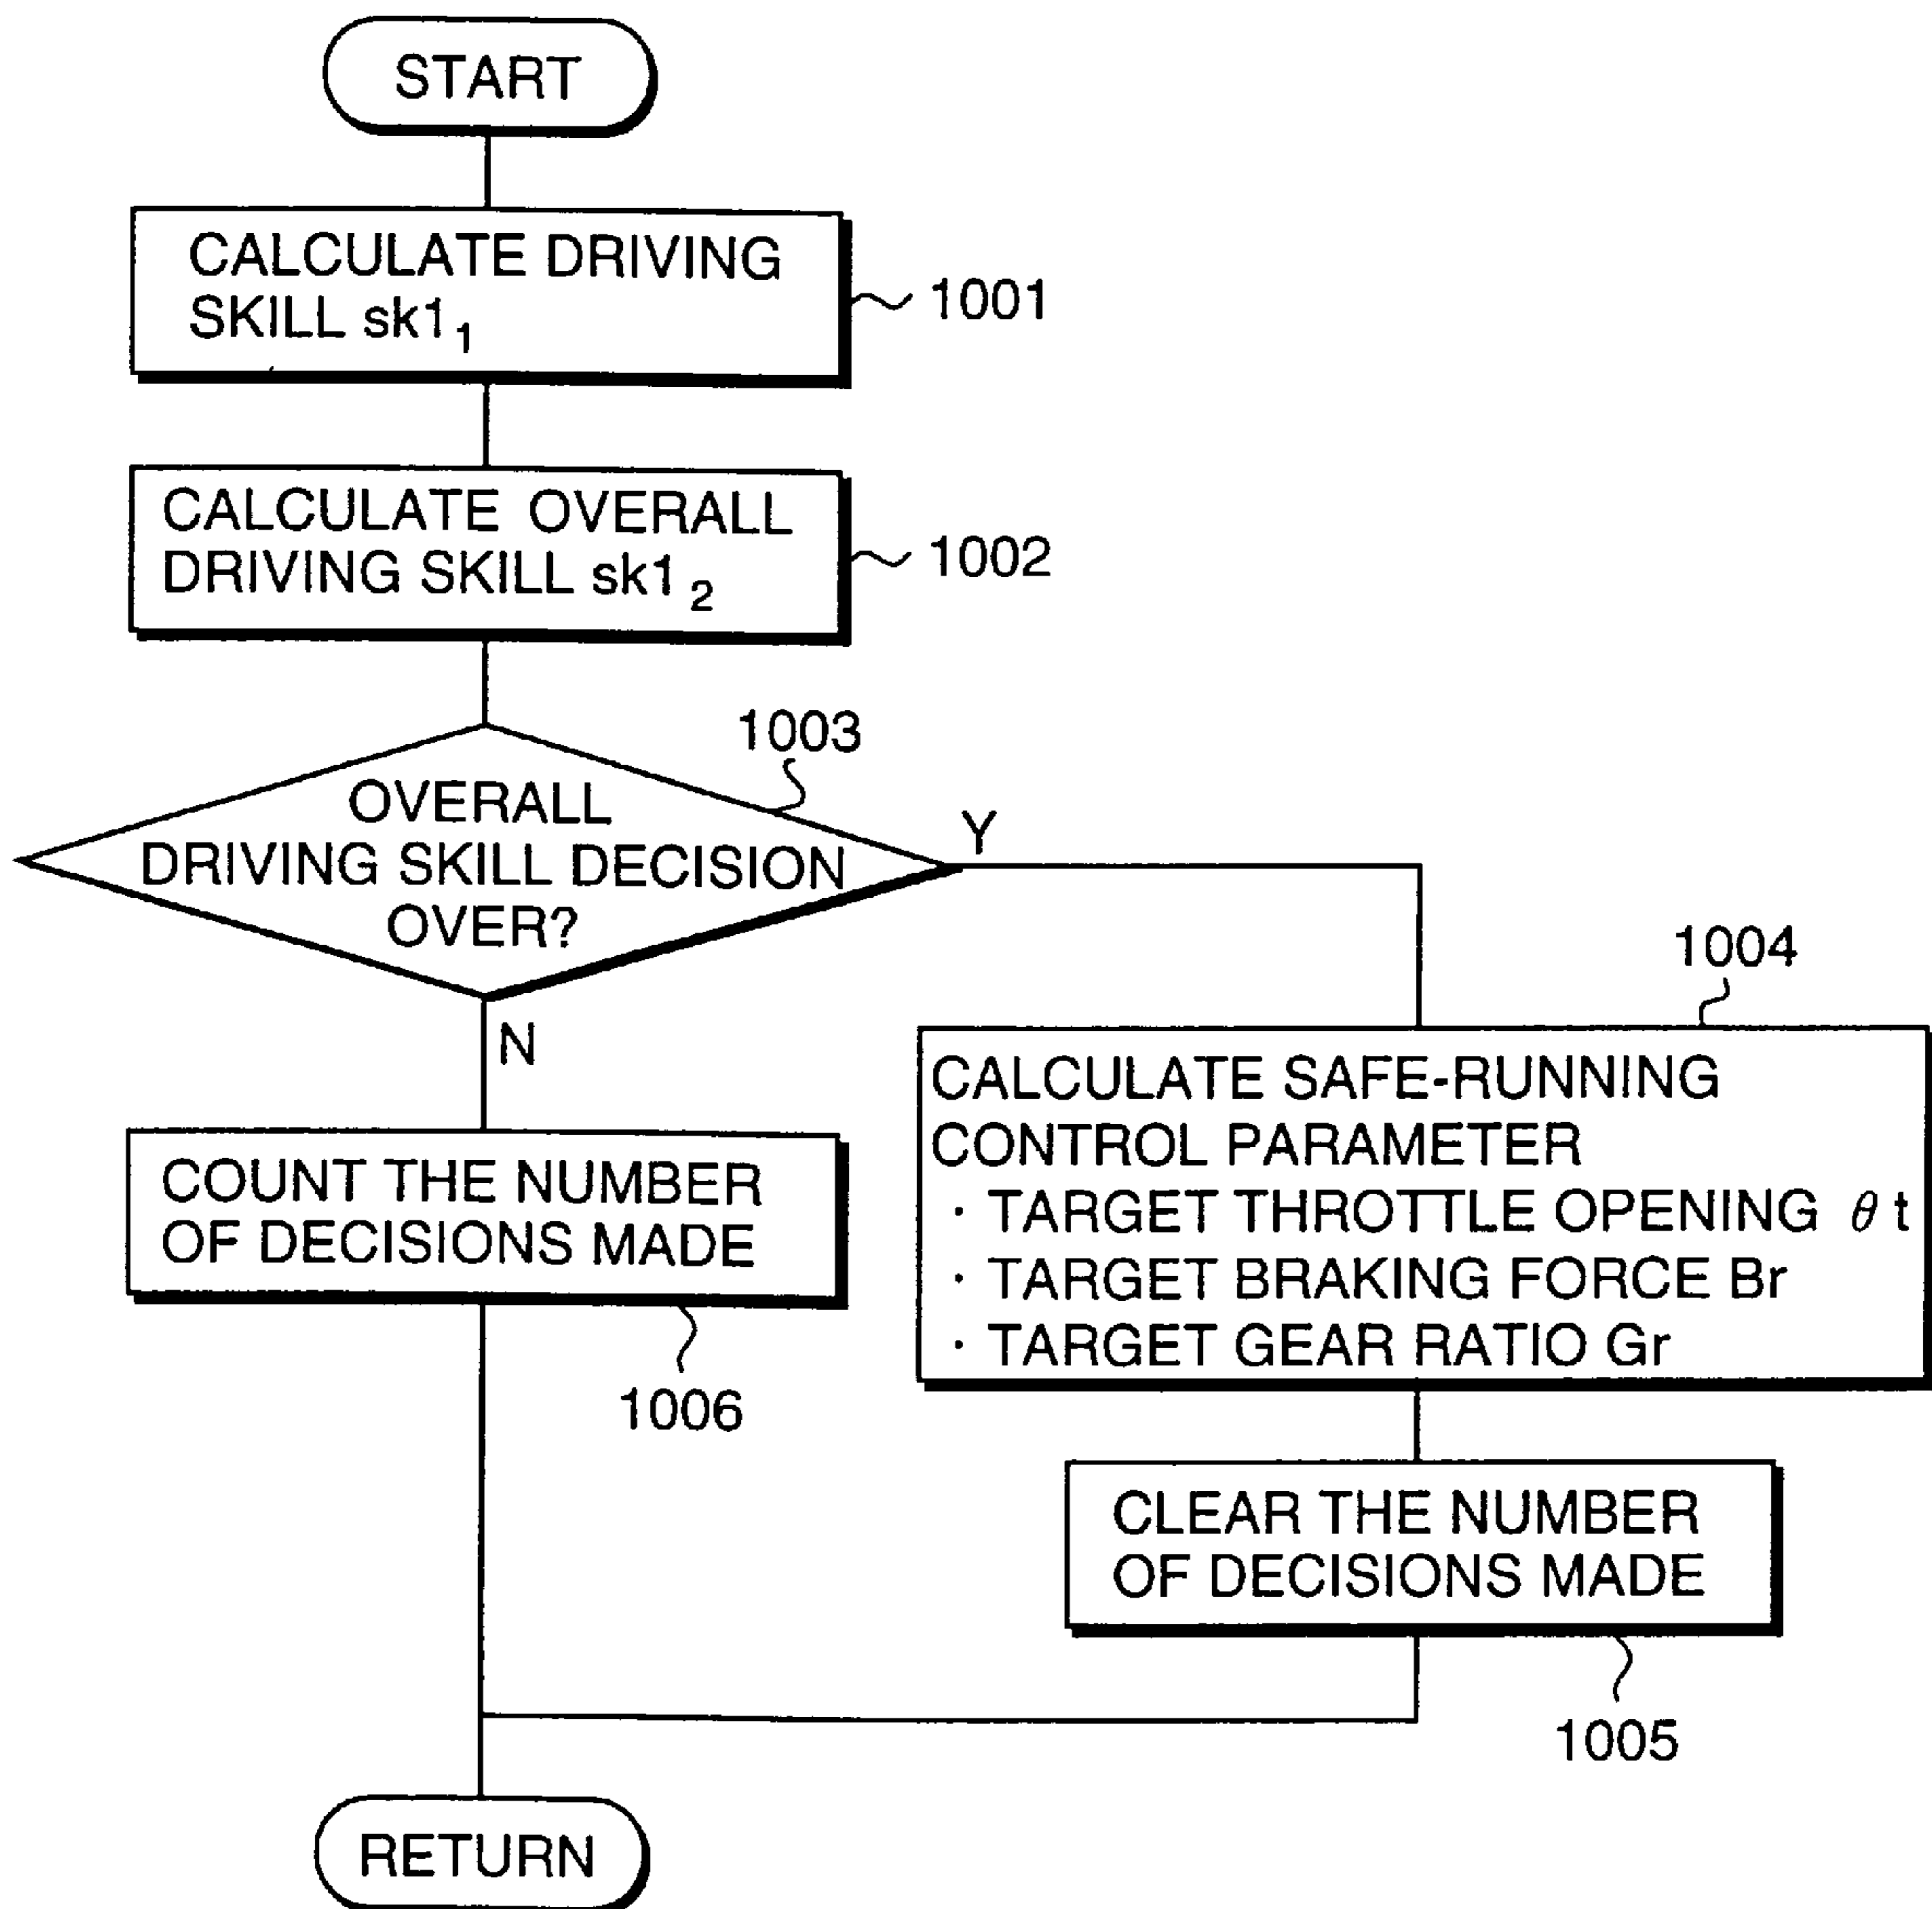 START
CALCULATE DRIVING
SKILL sk1₁
1001
CALCULATE OVERALL
DRIVING SKILL sk1₂
1002
1003
OVERALL
DRIVING SKILL DECISION
OVER?
Y
N
1004
CALCULATE SAFE-RUNNING
CONTROL PARAMETER
· TARGET THROTTLE OPENING θt
· TARGET BRAKING FORCE Br
· TARGET GEAR RATIO Gr
COUNT THE NUMBER
OF DECISIONS MADE
1006
CLEAR THE NUMBER
OF DECISIONS MADE
1005
RETURN